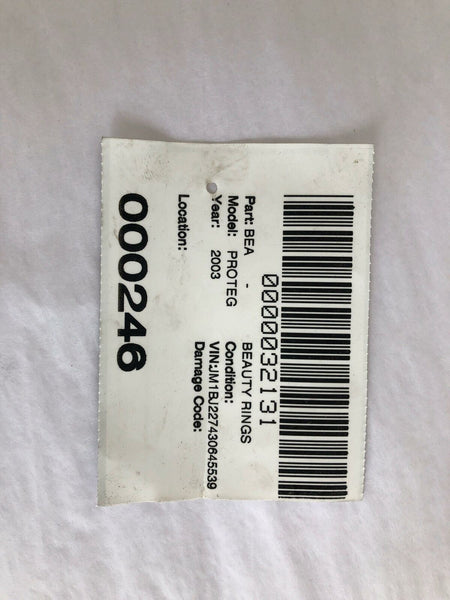 0000032131
Part: BEA - BEAUTY RINGS
Model: PROTEG Condition:
Year: 2003 VIN:JM1BJ227430645539
Damage Code:
Location:
000246